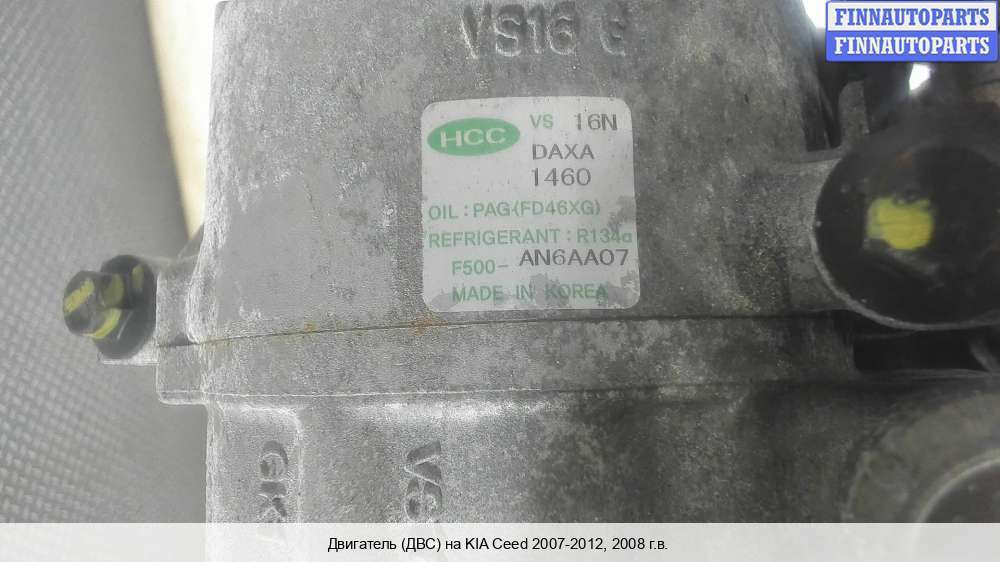 FINNAUTOPARTS
FINNAUTOPARTS
VS16
HCC
VS 16N
DAXA
1460
OIL : PAG(FD46XG)
REFRIGERANT : R134a
F500- AN6AA07
MADE IN KOREA
Двигатель (ДВС) на KIA Ceed 2007-2012, 2008 г.в.